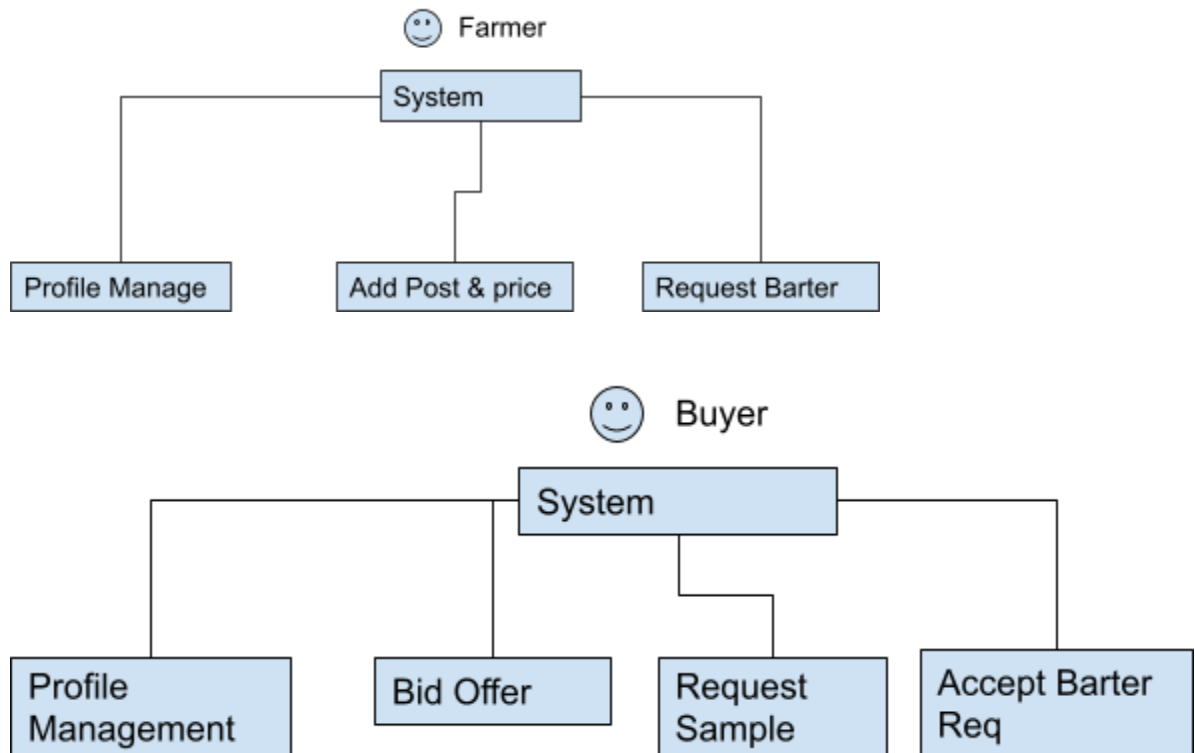 Farmer
System
Profile Manage
Add Post & price
Request Barter
Buyer
System
Profile
Management
Bid Offer
Request
Sample
Accept Barter
Req